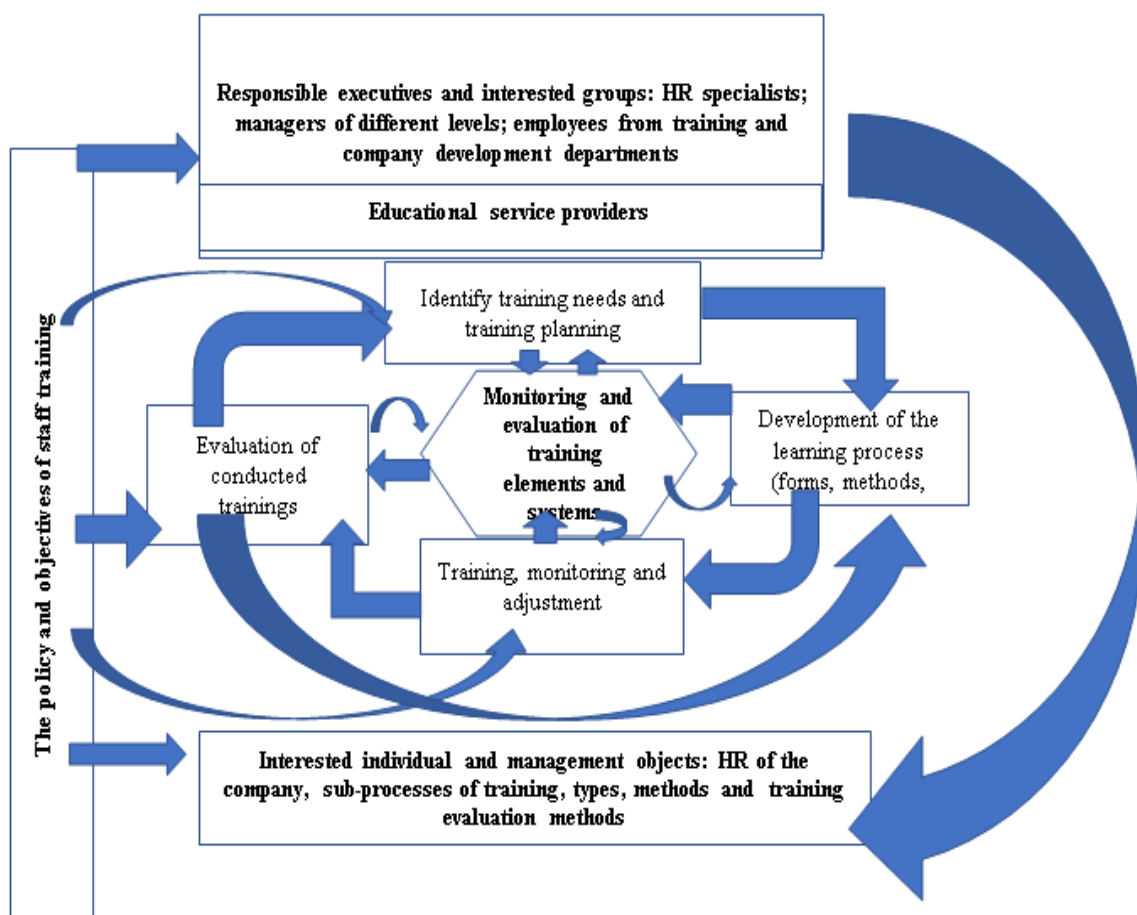 Responsible executives and interested groups: HR specialists;
managers of different levels; employees from training and
company development departments
Educational service providers
Identify training needs and
training planning
Monitoring and
evaluation of
training
elements and
systems
Development of the
learning process
(forms, methods,
Evaluation of
conducted
trainings
Training, monitoring and
adjustment
The policy and objectives of staff training
Interested individual and management objects: HR of the
company, sub-processes of training, types, methods and training
evaluation methods